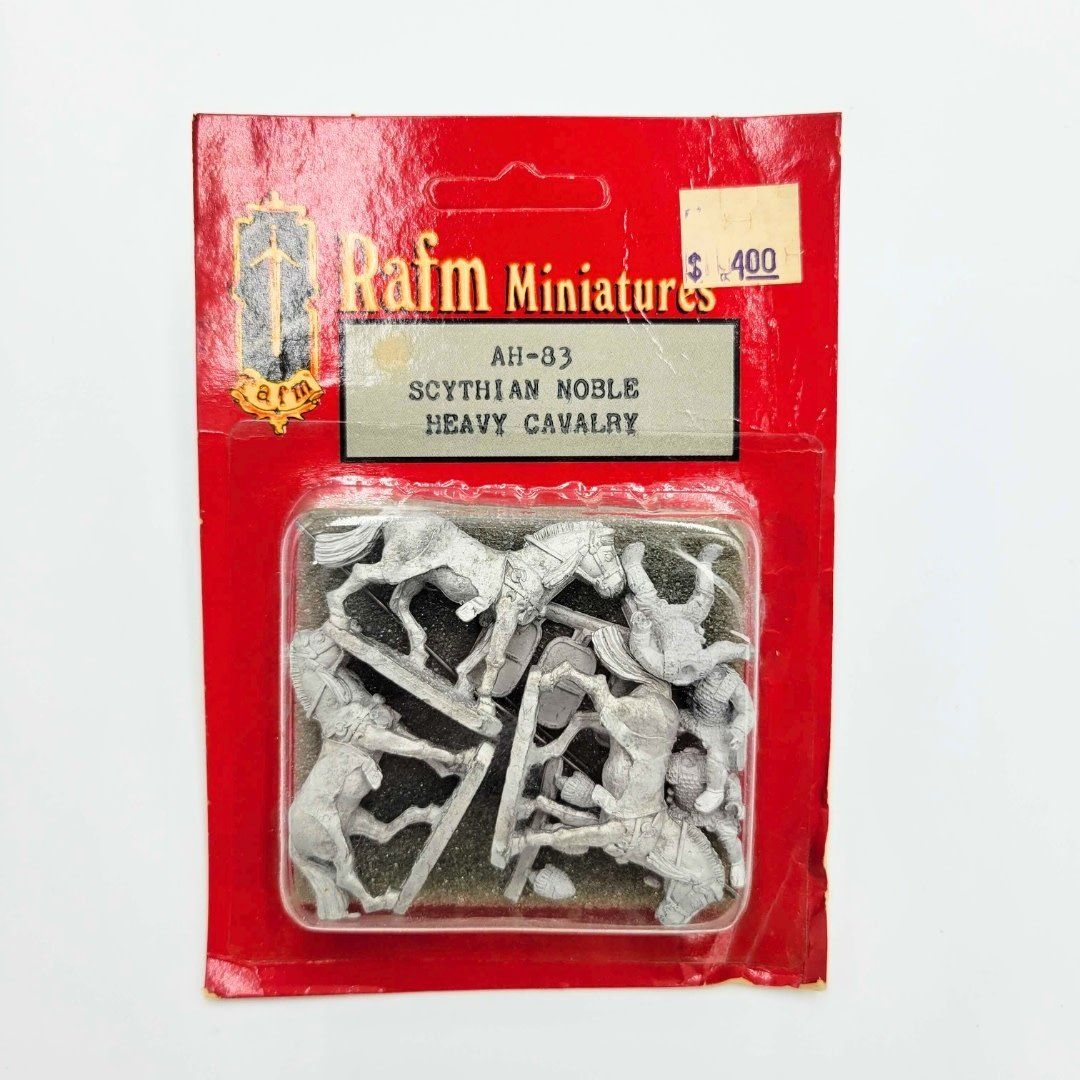 $ 400
Rafm Miniatures
rafm
AH-83
SCYTHIAN NOBLE
HEAVY CAVALRY